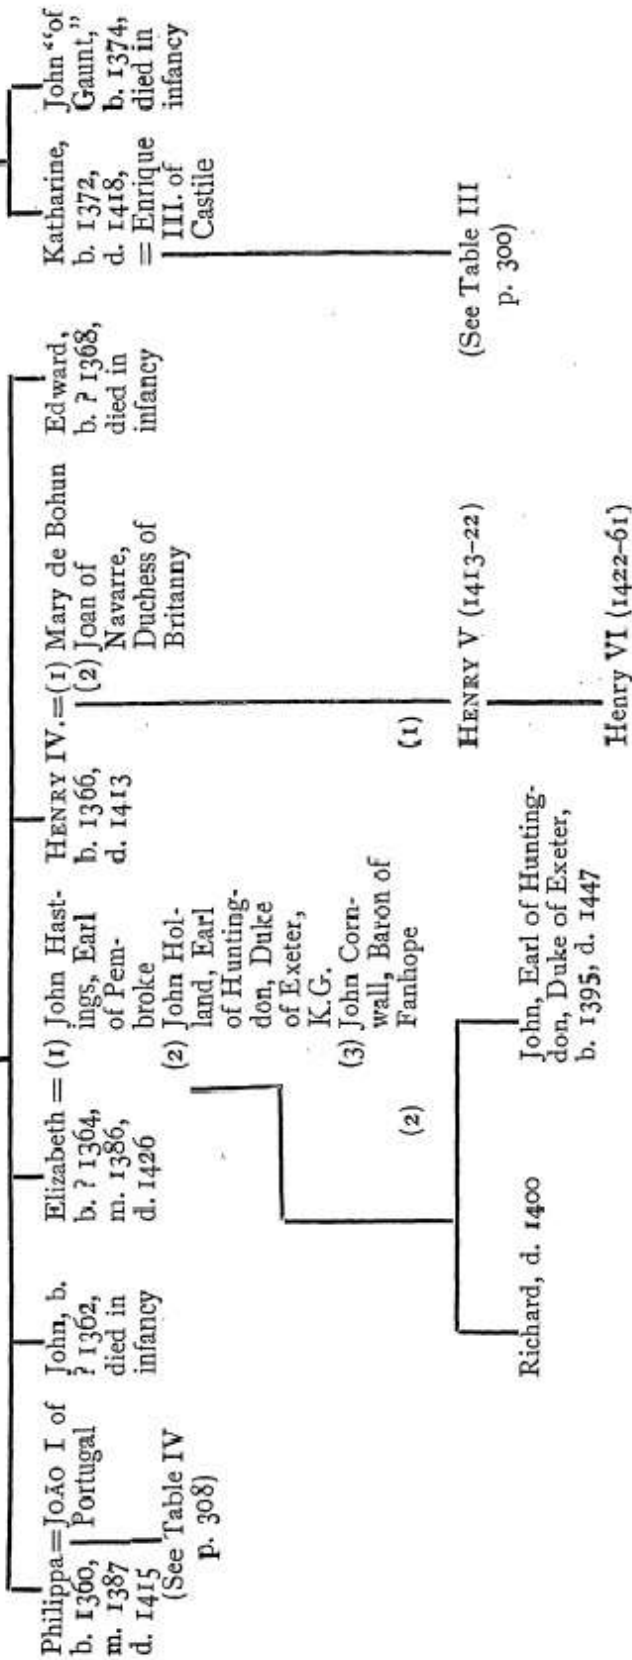 Philippa=JOÃO I of
b. 1360, Portugal
m. 1387
d. 1415
(See Table IV
p. 308)
John, b.
? 1362,
died in
infancy
Elizabeth = (1) John Hast-
b. ? 1364, ings, Earl
m. 1386, of Pem-
d. 1426 broke
(2) John Hol-
land, Earl
of Hunting-
don, Duke
of Exeter,
K.G.
(3) John Corn-
wall, Baron of
Fanhope
(2)
Richard, d. 1400
John, Earl of Hunting-
don, Duke of Exeter,
b. 1395, d. 1447
HENRY IV.=(1) Mary de Bohun
b. 1366, (2) Joan of
d. 1413 Navarre,
Duchess of
Britanny
(1)
HENRY V (1413-22)
Henry VI (1422-61)
Edward,
b. ? 1368,
died in
infancy
Katharine,
b. 1372,
d. 1418,
= Enrique
III. of
Castile
(See Table III
p. 300)
John "of
Gaunt,"
b. 1374,
died in
infancy